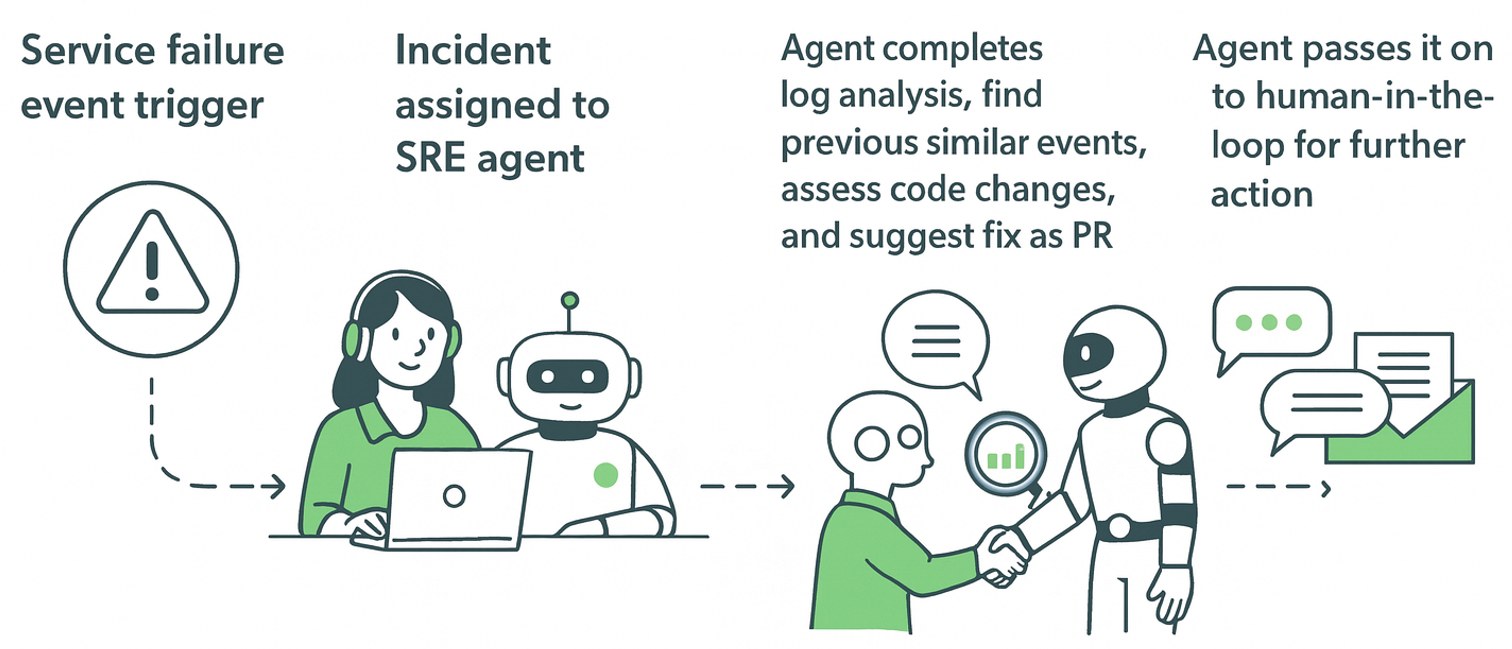 Service failure
event trigger
Incident
assigned to
SRE agent
Agent completes
log analysis, find
previous similar events,
assess code changes,
and suggest fix as PR
Agent passes it on
to human-in-the-
loop for further
action